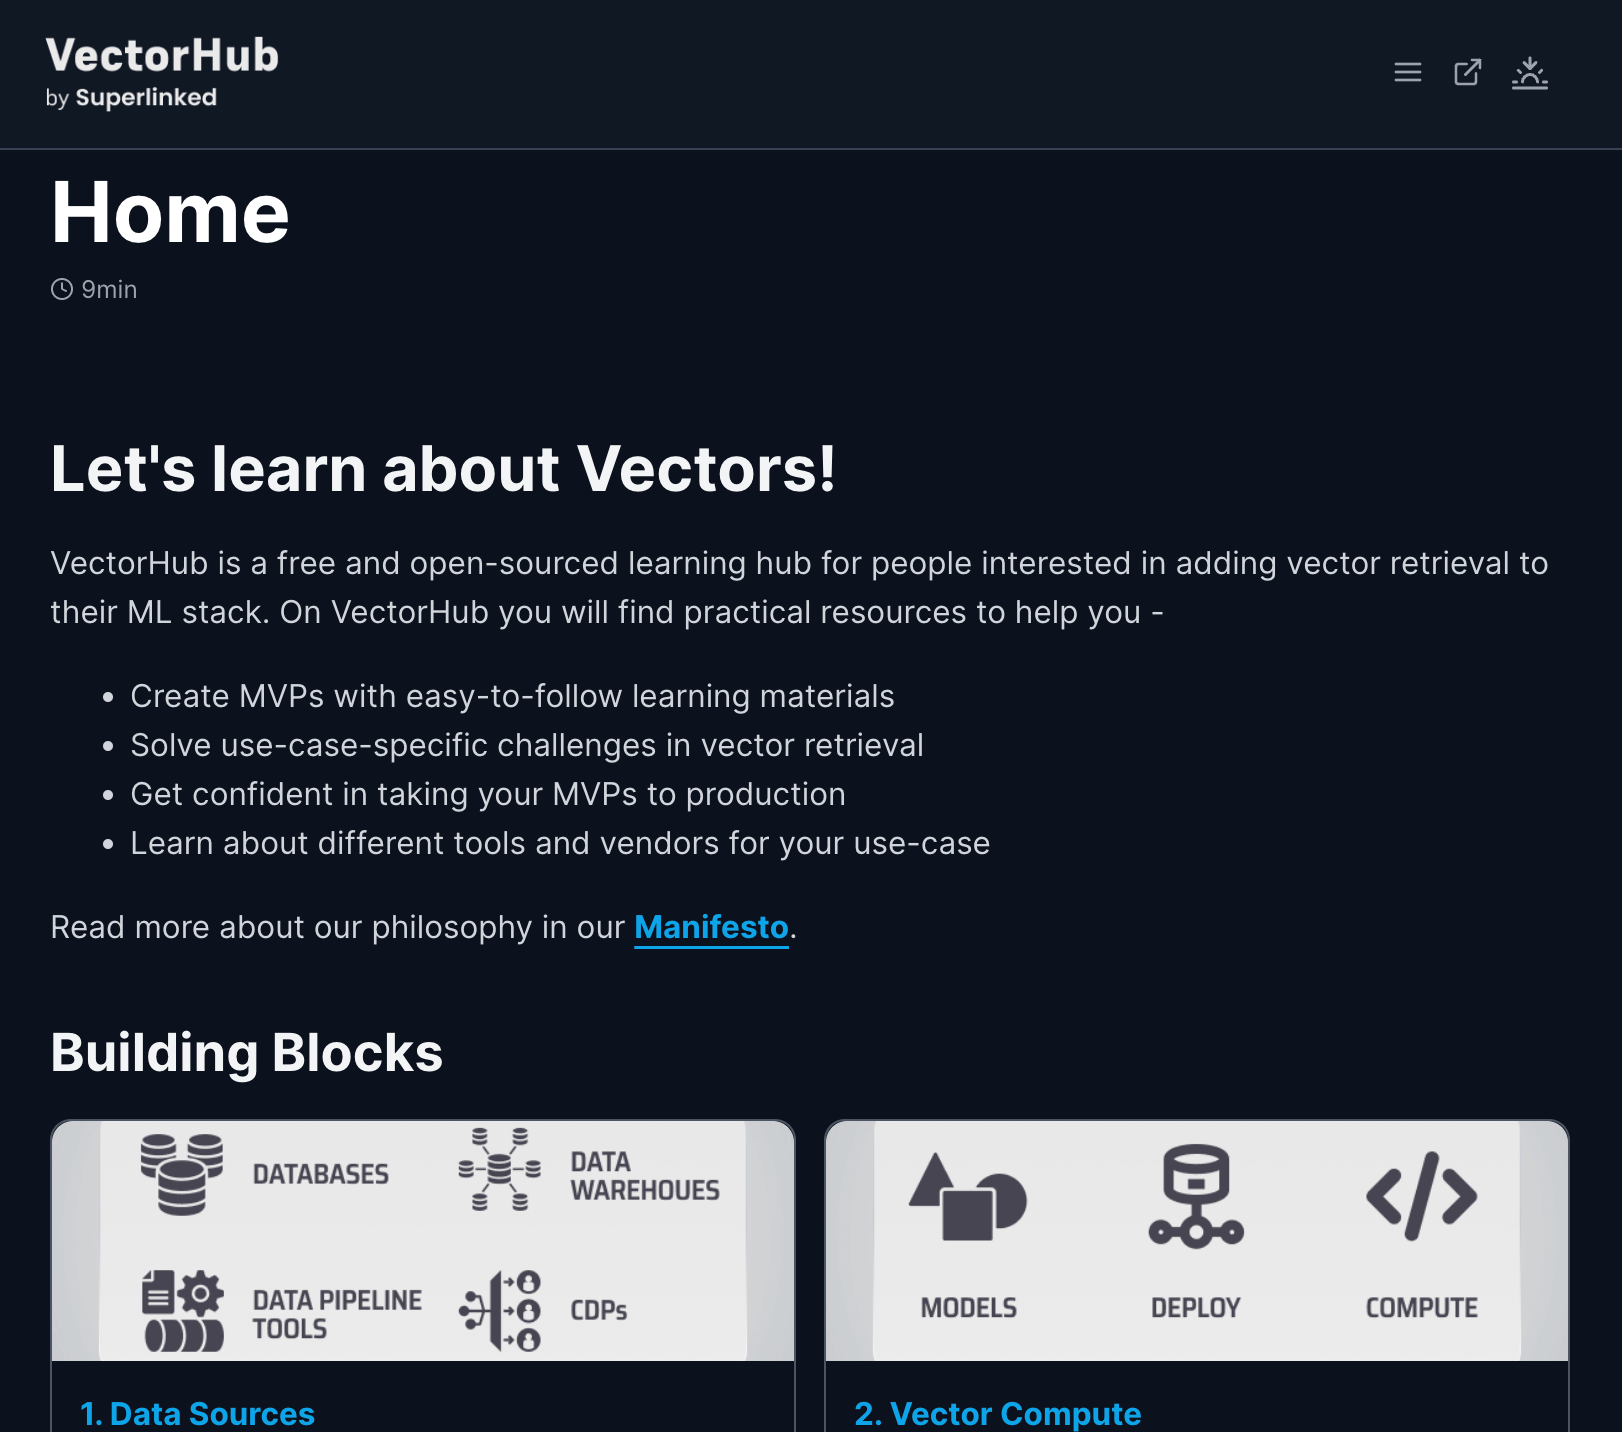 VectorHub
by Superlinked
Home
9min
Let's learn about Vectors!
VectorHub is a free and open-sourced learning hub for people interested in adding vector retrieval to
their ML stack. On VectorHub you will find practical resources to help you -
• Create MVPs with easy-to-follow learning materials
• Solve use-case-specific challenges in vector retrieval
• Get confident in taking your MVPs to production
• Learn about different tools and vendors for your use-case
Read more about our philosophy in our Manifesto.
Building Blocks
DATABASES
DATA
WAREHOUES
DATA PIPELINE
TOOLS
CDPs
1. Data Sources
MODELS
DEPLOY
COMPUTE
2. Vector Compute